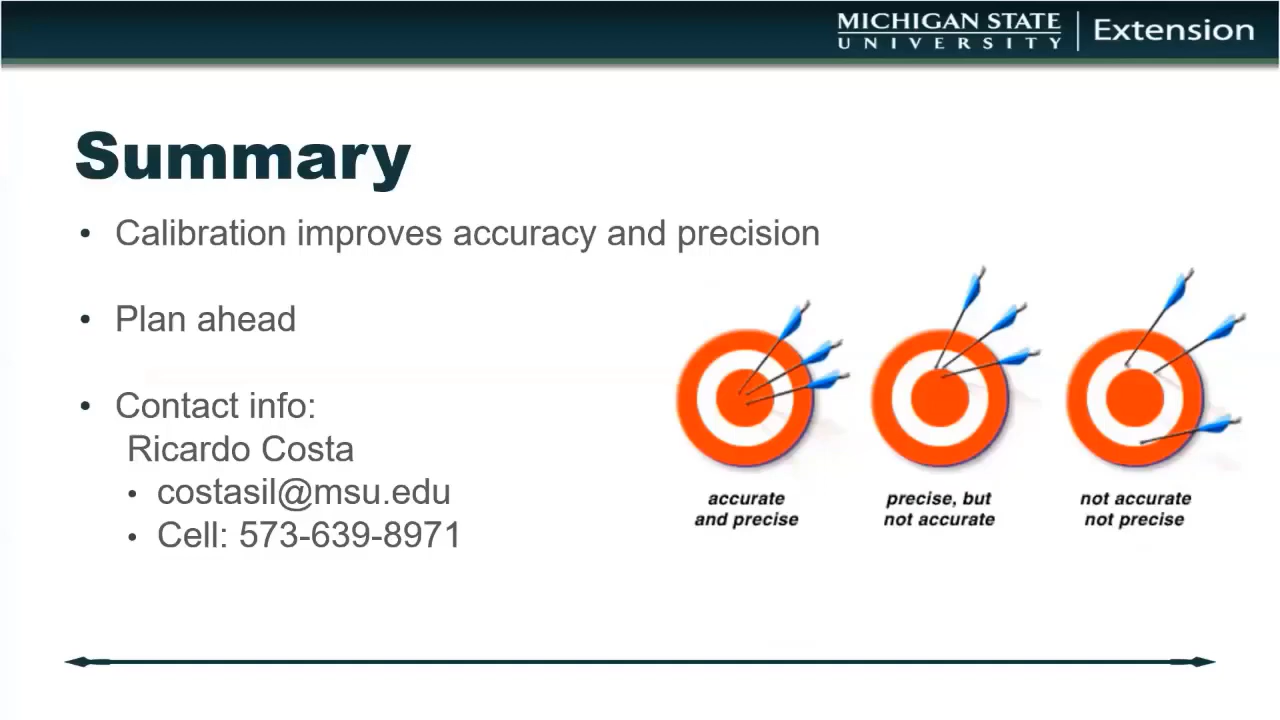 MICHIGAN STATE
UNIVERSITY
Extension
Summary
• Calibration improves accuracy and precision
• Plan ahead
• Contact info:
Ricardo Costa
• costasil@msu.edu
• Cell: 573-639-8971
accurate
and precise
precise, but
not accurate
not accurate
not precise